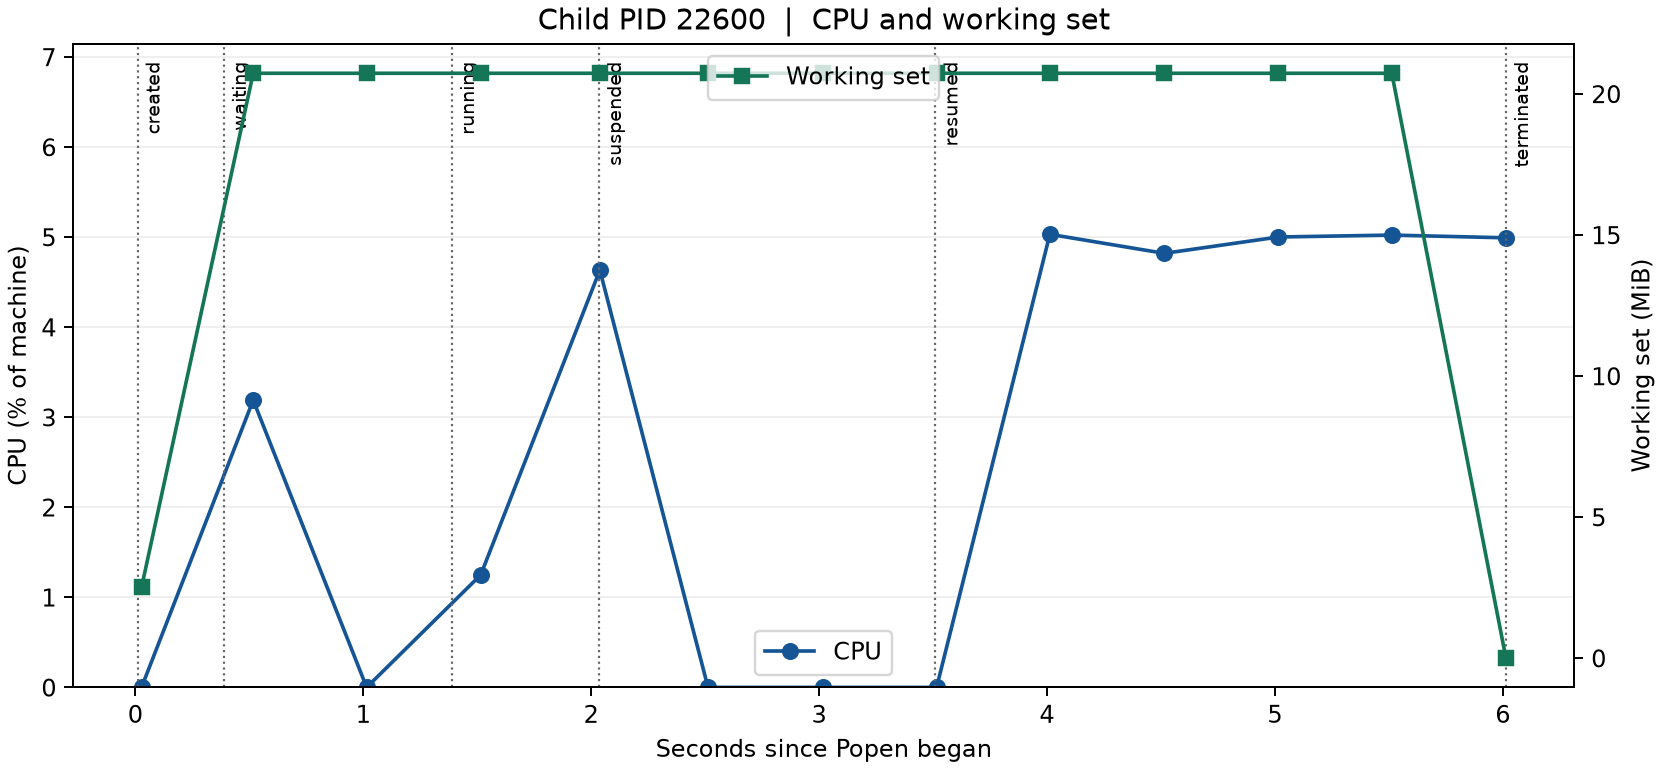 Child PID 22600 | CPU and working set
7
6
5
4
3
2
1
0
CPU (% of machine)
created
waiting
running
suspended
resumed
terminated
Working set
CPU
20
15
10
5
0
Working set (MiB)
0
1
2
3
4
5
6
Seconds since Popen began